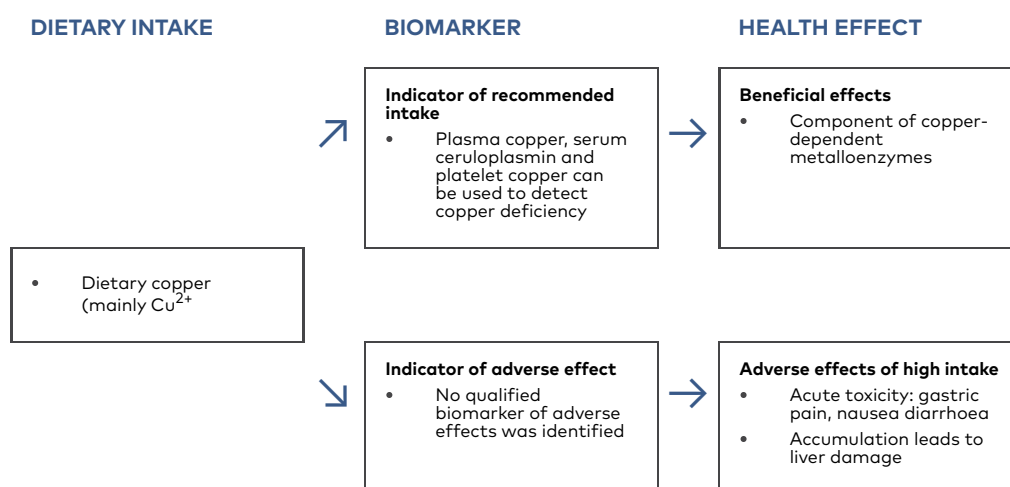 DIETARY INTAKE
BIOMARKER
HEALTH EFFECT
Indicator of recommended
intake
• Plasma copper, serum
ceruloplasmin and
platelet copper can
be used to detect
copper deficiency
Beneficial effects
• Component of copper-
dependent
metalloenzymes
• Dietary copper
(mainly Cu²⁺
Indicator of adverse effect
• No qualified
biomarker of adverse
effects was identified
Adverse effects of high intake
• Acute toxicity: gastric
pain, nausea diarrhoea
• Accumulation leads to
liver damage